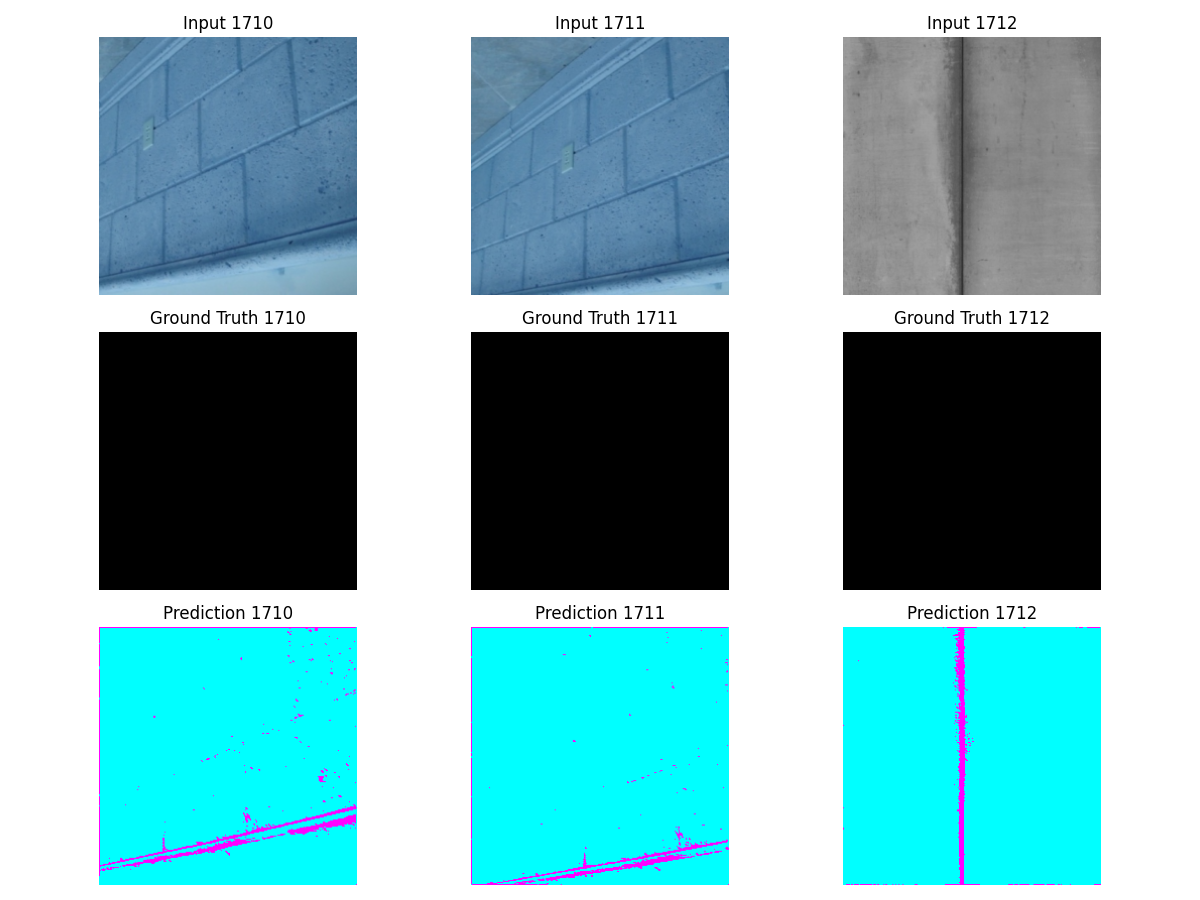 Input 1710
Input 1711
Input 1712
Ground Truth 1710
Ground Truth 1711
Ground Truth 1712
Prediction 1710
Prediction 1711
Prediction 1712